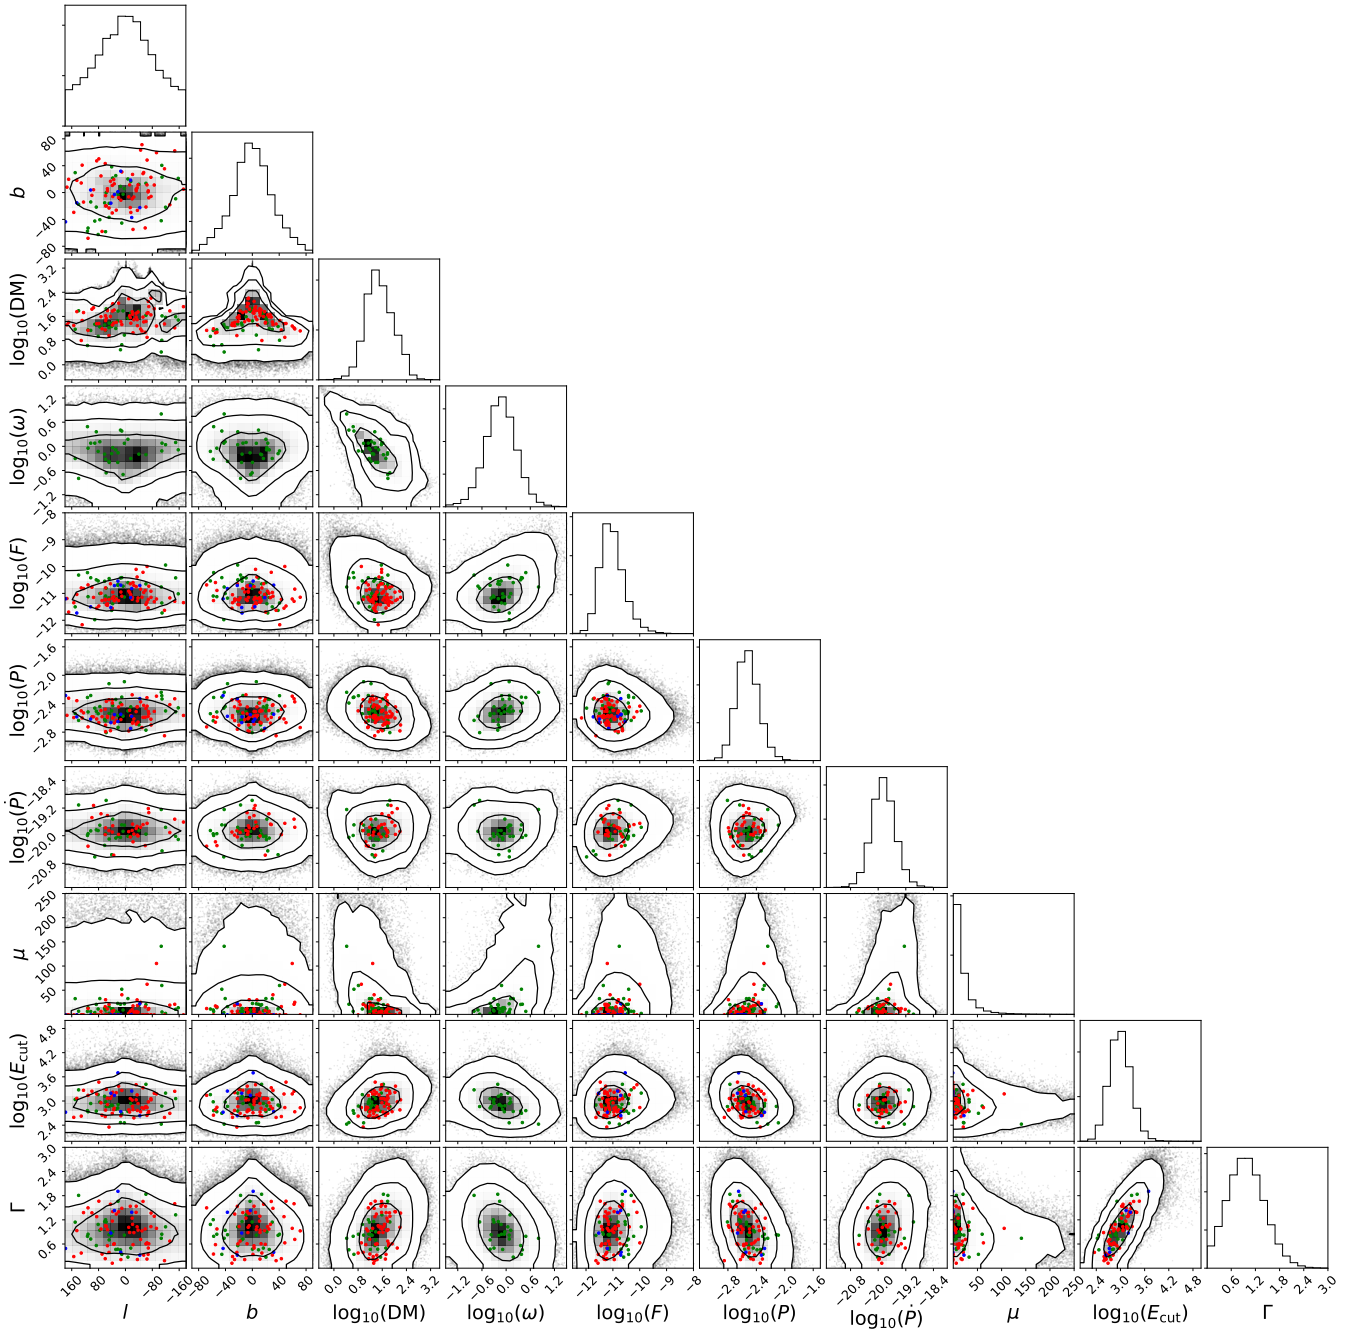 b
80
40
0
−40
−80
log₁₀(DM)
3.2
2.4
1.6
0.8
0.0
log₁₀(ω)
1.2
0.6
0.0
−0.6
−1.2
log₁₀(F)
−8
−9
−10
−11
−12
log₁₀(P)
−1.6
−2.0
−2.4
−2.8
log₁₀(Ṗ)
−18.4
−19.2
−20.0
−20.8
μ
250
200
150
100
50
log₁₀(E_cut)
4.8
4.2
3.6
3.0
2.4
Γ
3.0
2.4
1.8
1.2
0.6
160 80 0 −80 −160
−80 −40 0 40 80
0.0 0.8 1.6 2.4 3.2
−1.2 −0.6 0.0 0.6 1.2
−12 −11 −10 −9 −8
−2.8 −2.4 −2.0 −1.6
−20.8 −20.0 −19.2 −18.4
50 100 150 200 250
2.4 3.0 3.6 4.2 4.8
0.6 1.2 1.8 2.4 3.0
l b log₁₀(DM) log₁₀(ω) log₁₀(F) log₁₀(P) log₁₀(Ṗ) μ log₁₀(E_cut) Γ